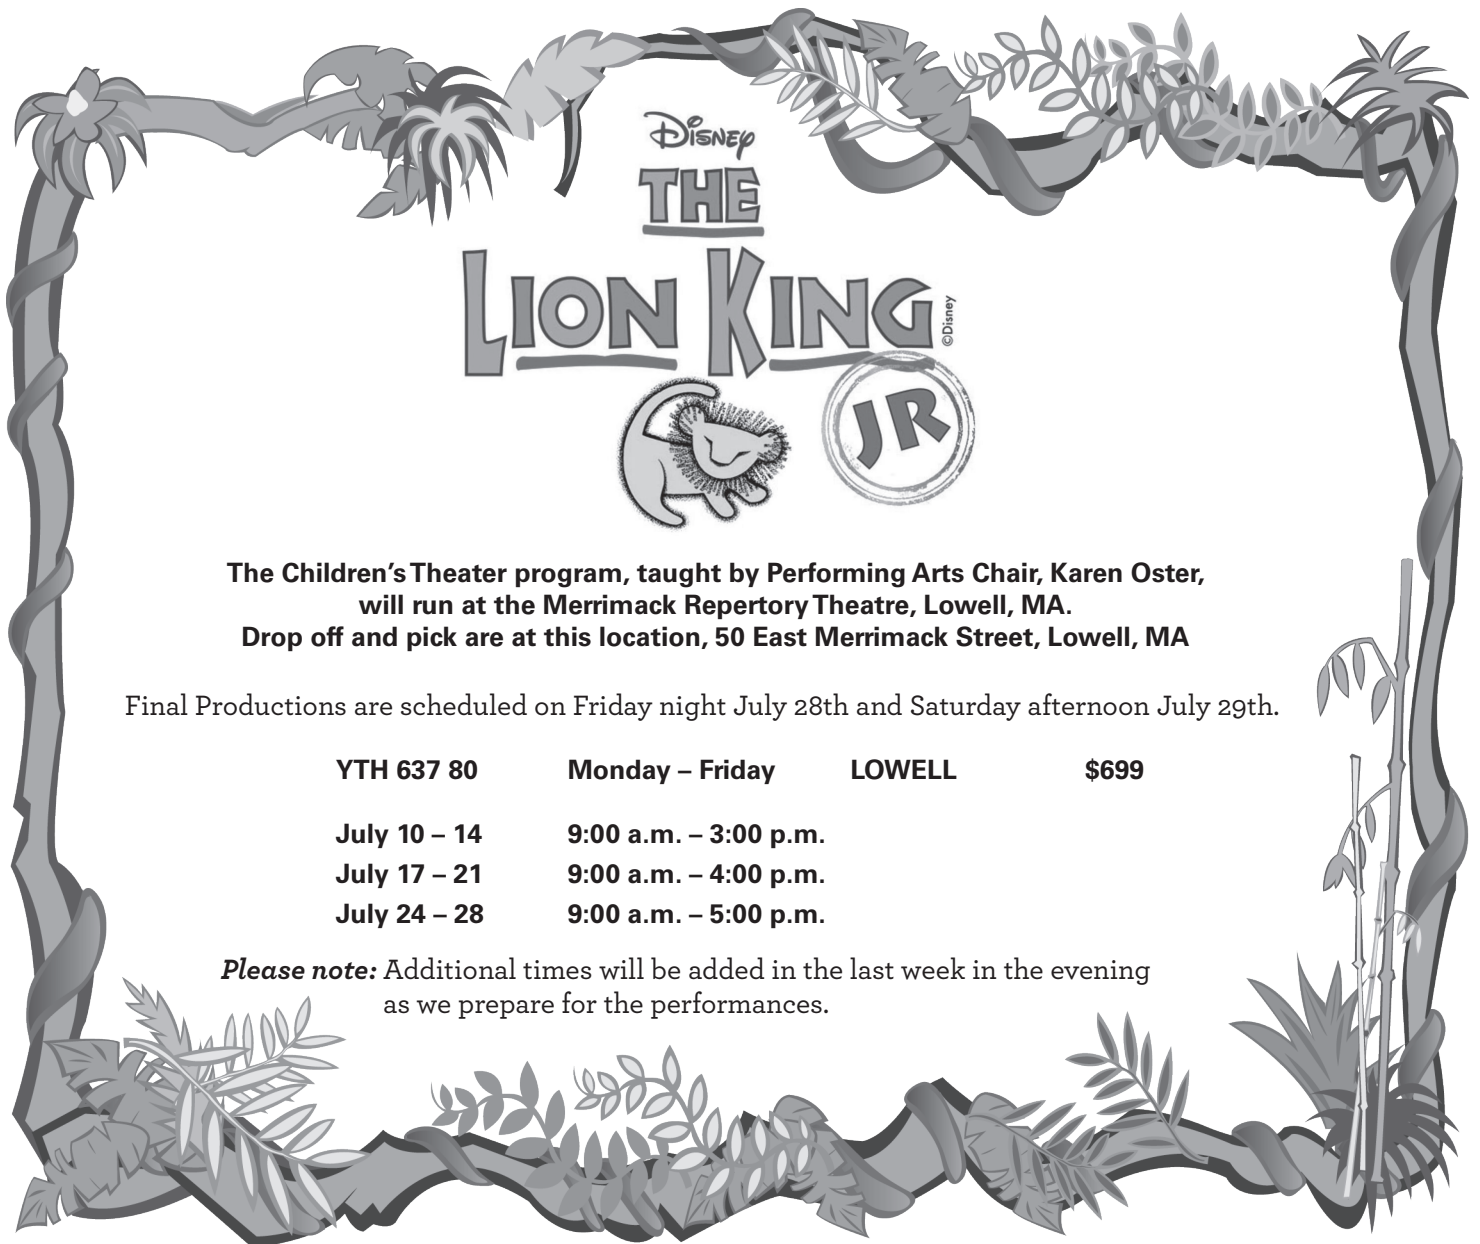 Disney
THE
LION KING
©Disney
JR
The Children's Theater program, taught by Performing Arts Chair, Karen Oster,
will run at the Merrimack Repertory Theatre, Lowell, MA.
Drop off and pick are at this location, 50 East Merrimack Street, Lowell, MA
Final Productions are scheduled on Friday night July 28th and Saturday afternoon July 29th.
YTH 637 80 Monday – Friday LOWELL $699
July 10 – 14 9:00 a.m. – 3:00 p.m.
July 17 – 21 9:00 a.m. – 4:00 p.m.
July 24 – 28 9:00 a.m. – 5:00 p.m.
Please note: Additional times will be added in the last week in the evening
as we prepare for the performances.